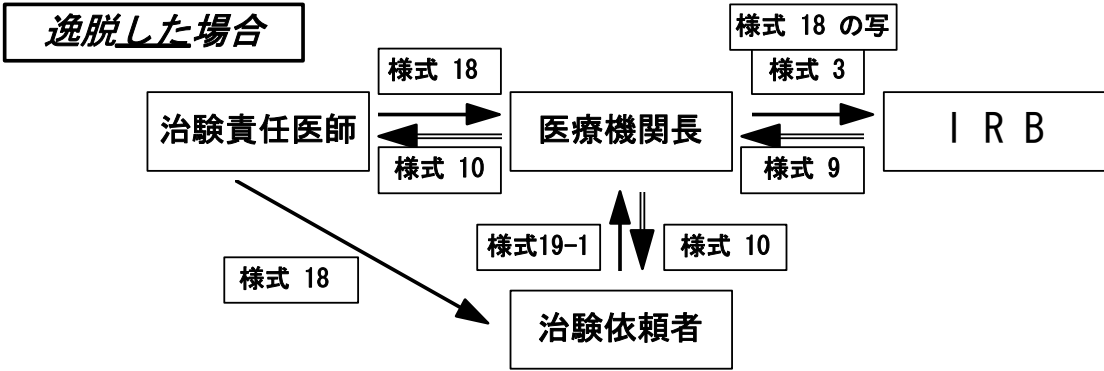 逸脱した場合
様式 18 の写
様式 18
様式 3
治験責任医師
医療機関長
ＩＲＢ
様式 10
様式 9
様式19-1
様式 10
様式 18
治験依頼者